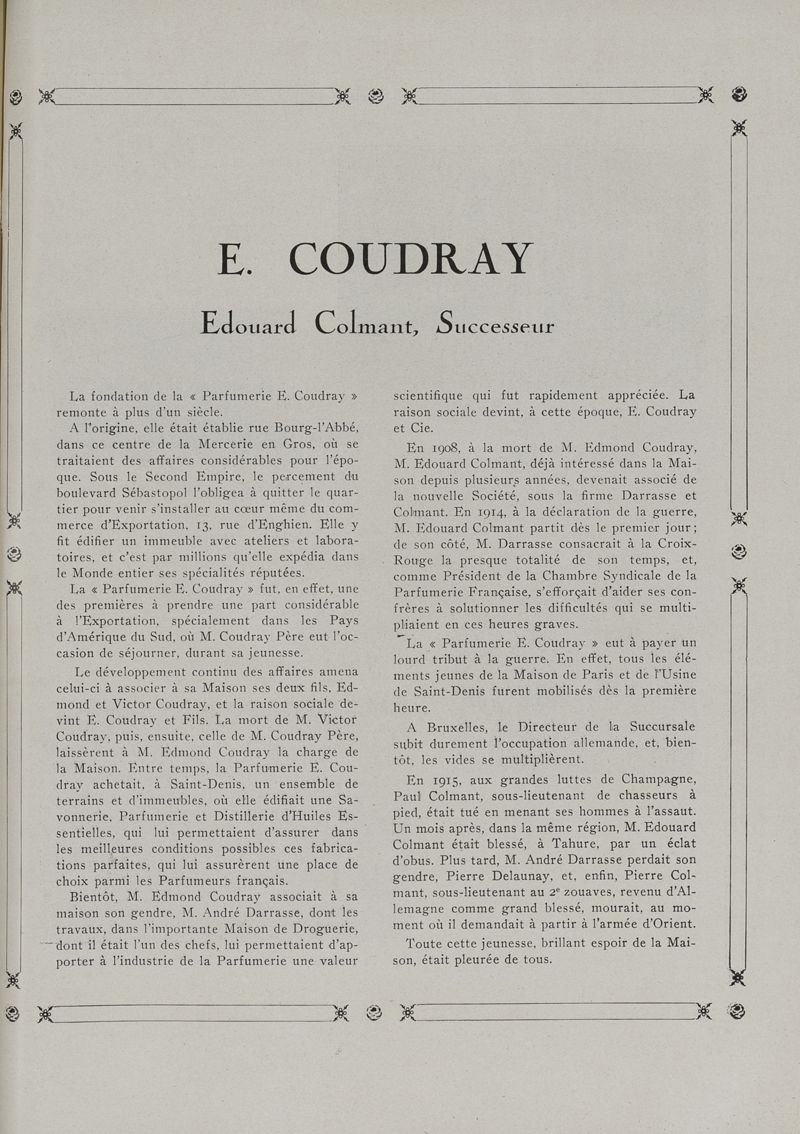 E. COUDRAY
Edouard Colmant, Successeur
La fondation de la « Parfumerie E. Coudray »
remonte à plus d'un siècle.
A l'origine, elle était établie rue Bourg-l'Abbé,
dans ce centre de la Mercerie en Gros, où se
traitaient des affaires considérables pour l'épo-
que. Sous le Second Empire, le percement du
boulevard Sébastopol l'obligea à quitter le quar-
tier pour venir s'installer au cœur même du com-
merce d'Exportation, 13, rue d'Enghien. Elle y
fit édifier un immeuble avec ateliers et labora-
toires, et c'est par millions qu'elle expédia dans
le Monde entier ses spécialités réputées.
La « Parfumerie E. Coudray » fut, en effet, une
des premières à prendre une part considérable
à l'Exportation, spécialement dans les Pays
d'Amérique du Sud, où M. Coudray Père eut l'oc-
casion de séjourner, durant sa jeunesse.
Le développement continu des affaires amena
celui-ci à associer à sa Maison ses deux fils, Ed-
mond et Victor Coudray, et la raison sociale de-
vint E. Coudray et Fils. La mort de M. Victor
Coudray, puis, ensuite, celle de M. Coudray Père,
laissèrent à M. Edmond Coudray la charge de
la Maison. Entre temps, la Parfumerie E. Cou-
dray achetait, à Saint-Denis, un ensemble de
terrains et d'immeubles, où elle édifiait une Sa-
vonnerie, Parfumerie et Distillerie d'Huiles Es-
sentielles, qui lui permettaient d'assurer dans
les meilleures conditions possibles ces fabrica-
tions parfaites, qui lui assurèrent une place de
choix parmi les Parfumeurs français.
Bientôt, M. Edmond Coudray associait à sa
maison son gendre, M. André Darrasse, dont les
travaux, dans l'importante Maison de Droguerie,
dont il était l'un des chefs, lui permettaient d'ap-
porter à l'industrie de la Parfumerie une valeur
scientifique qui fut rapidement appréciée. La
raison sociale devint, à cette époque, E. Coudray
et Cie.
En 1908, à la mort de M. Edmond Coudray,
M. Edouard Colmant, déjà intéressé dans la Mai-
son depuis plusieurs années, devenait associé de
la nouvelle Société, sous la firme Darrasse et
Colmant. En 1914, à la déclaration de la guerre,
M. Edouard Colmant partit dès le premier jour ;
de son côté, M. Darrasse consacrait à la Croix-
Rouge la presque totalité de son temps, et,
comme Président de la Chambre Syndicale de la
Parfumerie Française, s'efforçait d'aider ses con-
frères à solutionner les difficultés qui se multi-
pliaient en ces heures graves.
La « Parfumerie E. Coudray » eut à payer un
lourd tribut à la guerre. En effet, tous les élé-
ments jeunes de la Maison de Paris et de l'Usine
de Saint-Denis furent mobilisés dès la première
heure.
A Bruxelles, le Directeur de la Succursale
subit durement l'occupation allemande, et, bien-
tôt, les vides se multiplièrent.
En 1915, aux grandes luttes de Champagne,
Paul Colmant, sous-lieutenant de chasseurs à
pied, était tué en menant ses hommes à l'assaut.
Un mois après, dans la même région, M. Edouard
Colmant était blessé, à Tahure, par un éclat
d'obus. Plus tard, M. André Darrasse perdait son
gendre, Pierre Delaunay, et, enfin, Pierre Col-
mant, sous-lieutenant au 2e zouaves, revenu d'Al-
lemagne comme grand blessé, mourait, au mo-
ment où il demandait à partir à l'armée d'Orient.
Toute cette jeunesse, brillant espoir de la Mai-
son, était pleurée de tous.